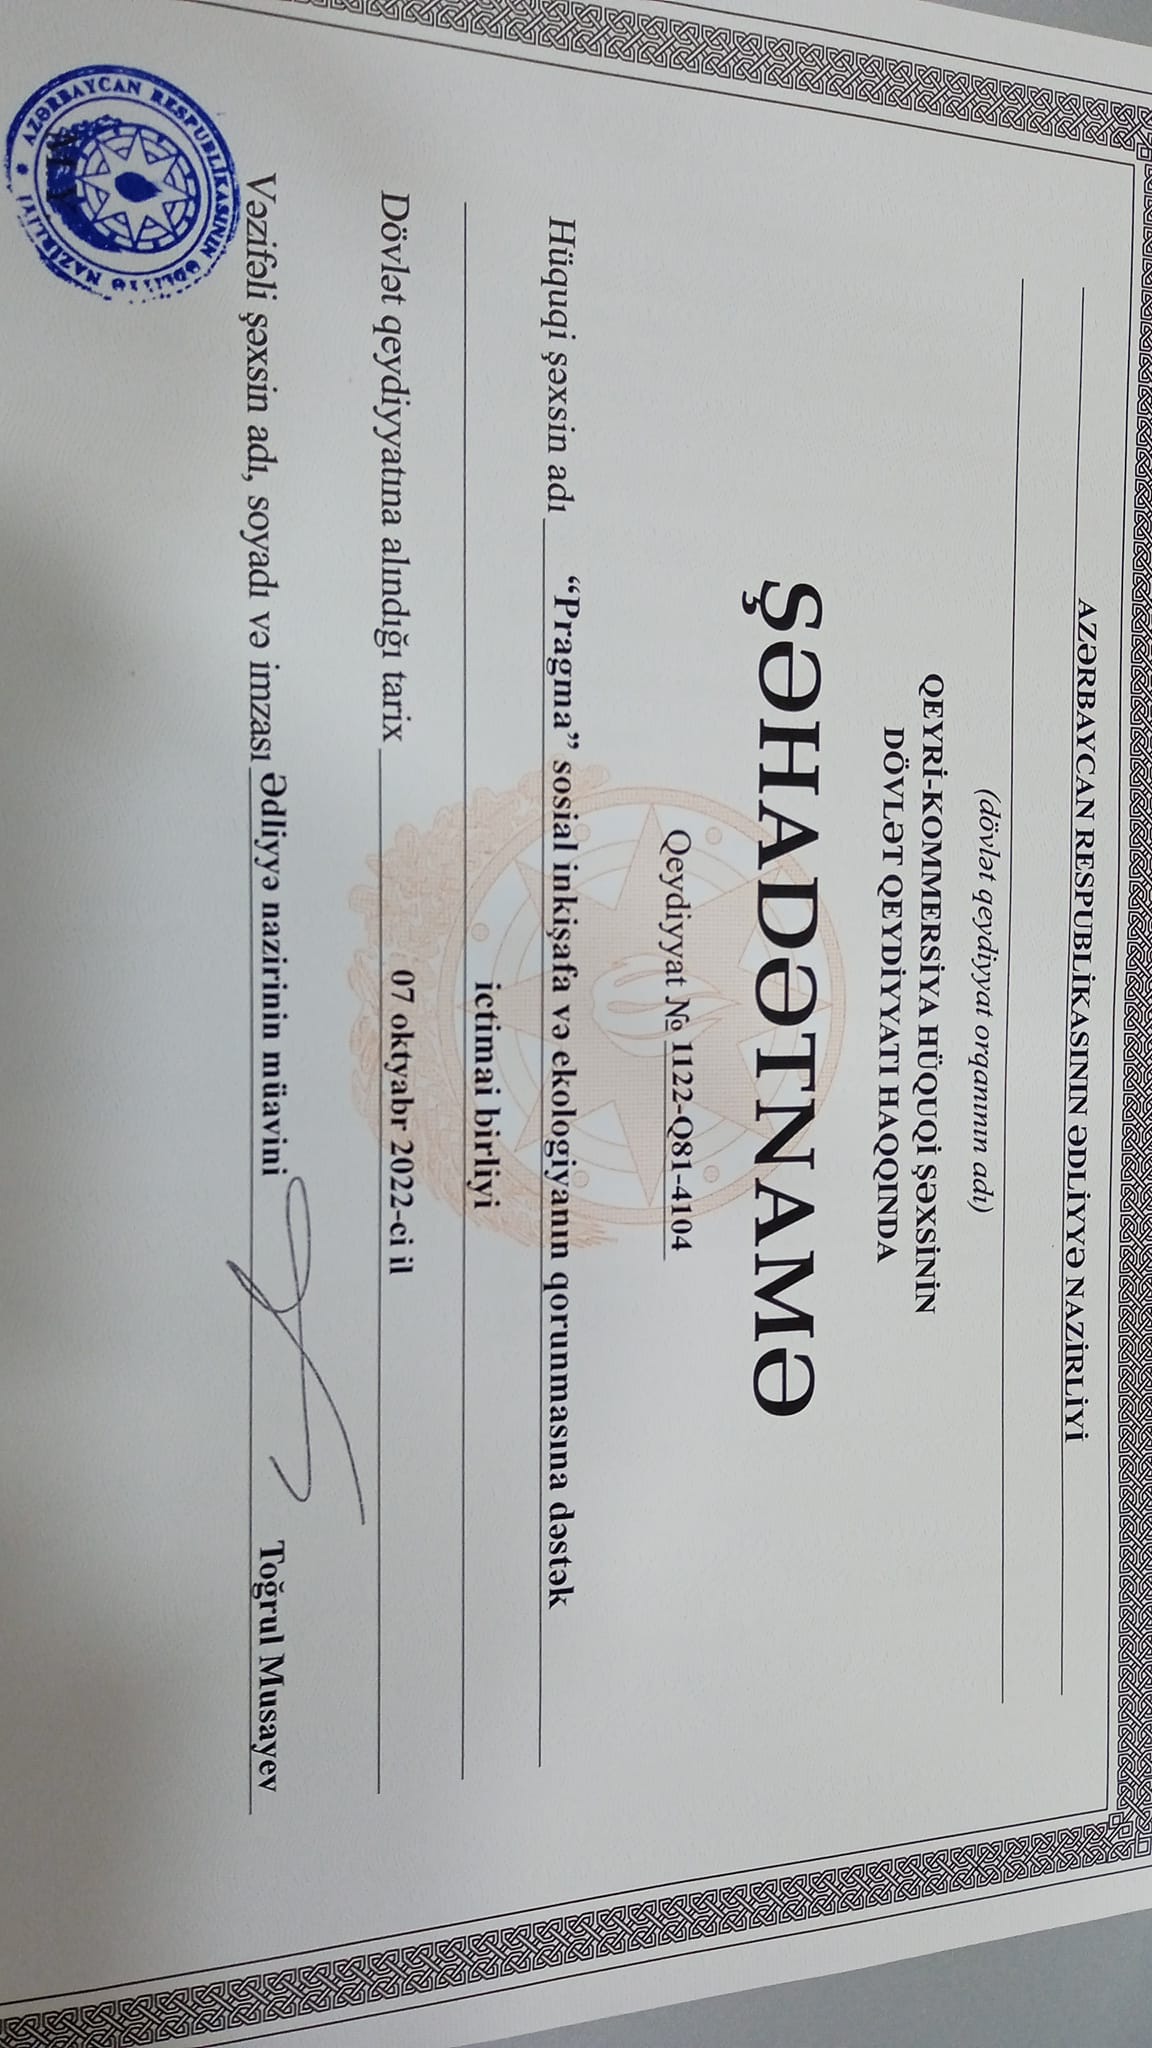 AZƏRBAYCAN RESPUBLİKASININ ƏDLİYYƏ NAZİRLİYİ
(dövlət qeydiyyat orqanının adı)
QEYRİ-KOMMERSİYA HÜQUQİ ŞƏXSİNİN
DÖVLƏT QEYDİYYATI HAQQINDA
ŞƏHADƏTNAMƏ
Qeydiyyat № 1122-Q81-4104
Hüquqi şəxsin adı “Pragma” sosial inkişafa və ekologiyanın qorunmasına dəstək
ictimai birliyi
Dövlət qeydiyyatına alındığı tarix 07 oktyabr 2022-ci il
Vəzifəli şəxsin adı, soyadı və imzası Ədliyyə nazirinin müavini Toğrul Musayev
AZƏRBAYCAN RESPUBLİKASININ ƏDLİYYƏ NAZİRLİYİ